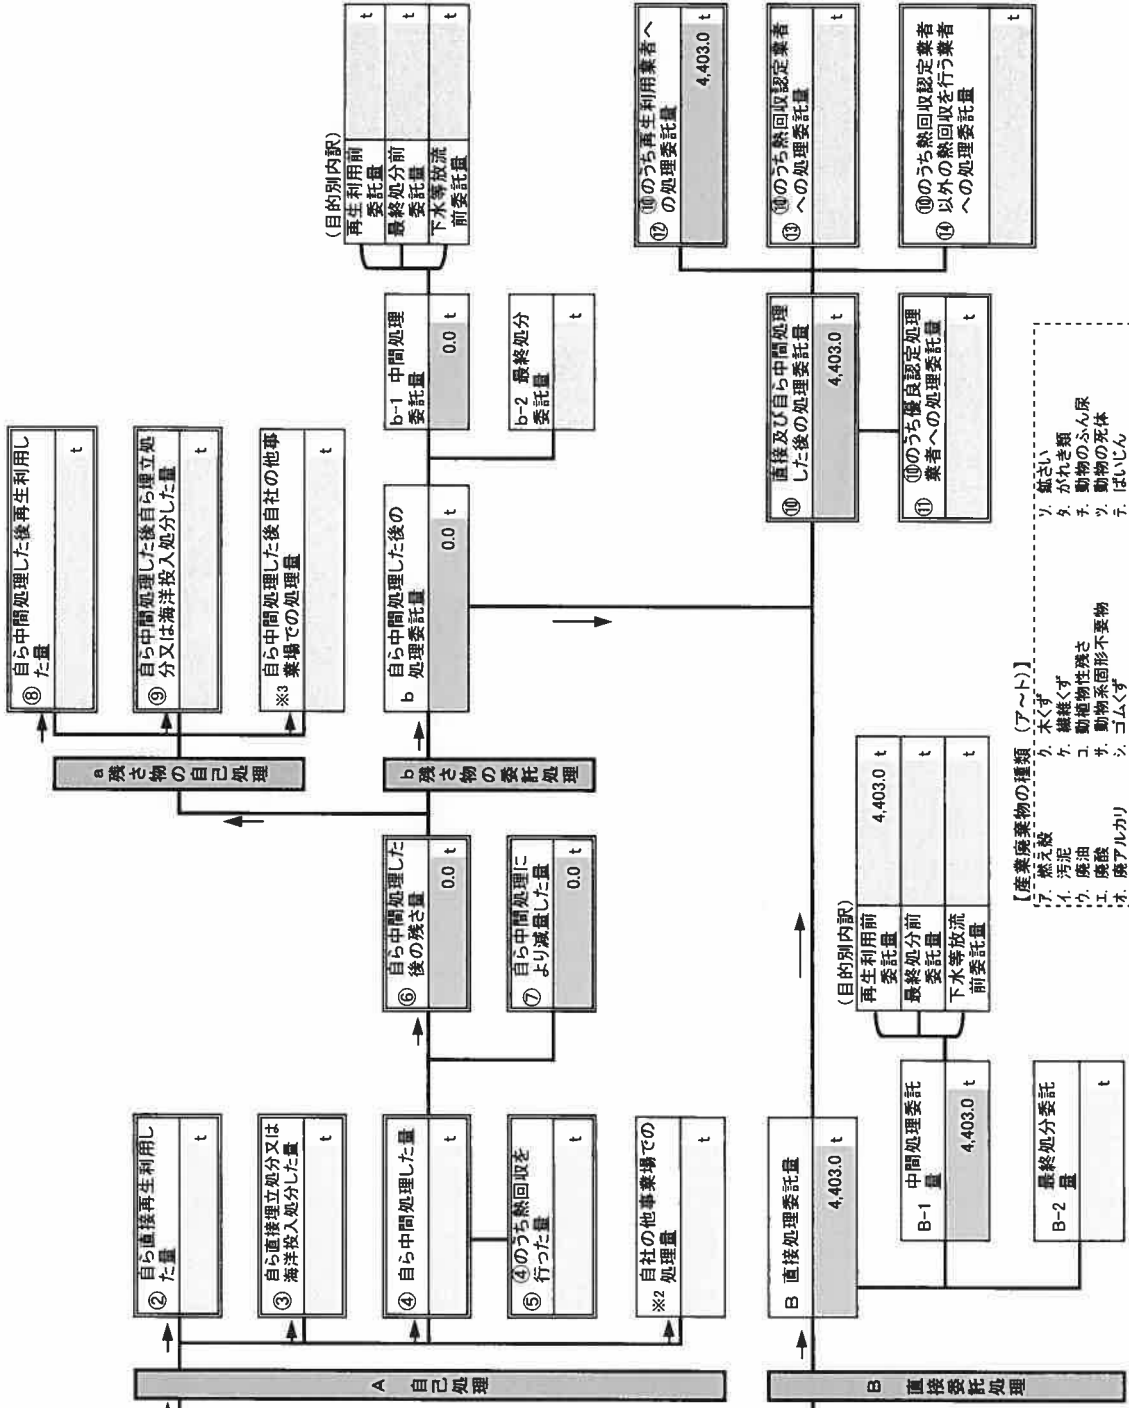 A 自己処理
② 自ら直接再生利用し
た量
t
③ 自ら直接埋立処分又は
海洋投入処分した量
t
④ 自ら中間処理した量
t
⑤ ④のうち熱回収を
行った量
t
※2 自社の他事業場での
処理量
t
⑥ 自ら中間処理した
後の残さ量
0.0 t
⑦ 自ら中間処理に
より減量した量
0.0 t
a 残さ物の自己処理
⑧ 自ら中間処理した後再生利用し
た量
t
⑨ 自ら中間処理した後自ら埋立処
分又は海洋投入処分した量
t
※3 自ら中間処理した後自社の他事
業場での処理量
t
b 残さ物の委託処理
b 自ら中間処理した後の
処理委託量
0.0 t
b-1 中間処理
委託量
0.0 t
b-2 最終処分
委託量
t
(目的別内訳)
再生利用前
委託量
t
最終処分前
委託量
t
下水等放流
前委託量
t
B 直接委託処理
B 直接処理委託量
4,403.0 t
B-1 中間処理委託
量
4,403.0 t
B-2 最終処分委託
量
t
(目的別内訳)
再生利用前
委託量
4,403.0 t
最終処分前
委託量
t
下水等放流
前委託量
t
⑩ 直接及び自ら中間処理
した後の処理委託量
4,403.0 t
⑪ ⑩のうち優良認定処理
業者への処理委託量
t
⑫ ⑩のうち再生利用業者へ
の処理委託量
4,403.0 t
⑬ ⑩のうち熱回収認定業者
への処理委託量
t
⑭ ⑩のうち熱回収認定業者
以外の熱回収を行う業者
への処理委託量
t
【産業廃棄物の種類 (ア〜ト)】
ア. 燃え殻
イ. 汚泥
ウ. 廃油
エ. 廃酸
オ. 廃アルカリ
ク. 木くず
ケ. 繊維くず
コ. 動植物性残さ
サ. 動物系固形不要物
シ. ゴムくず
ソ. 鉱さい
タ. がれき類
チ. 動物のふん尿
ツ. 動物の死体
テ. ばいじん